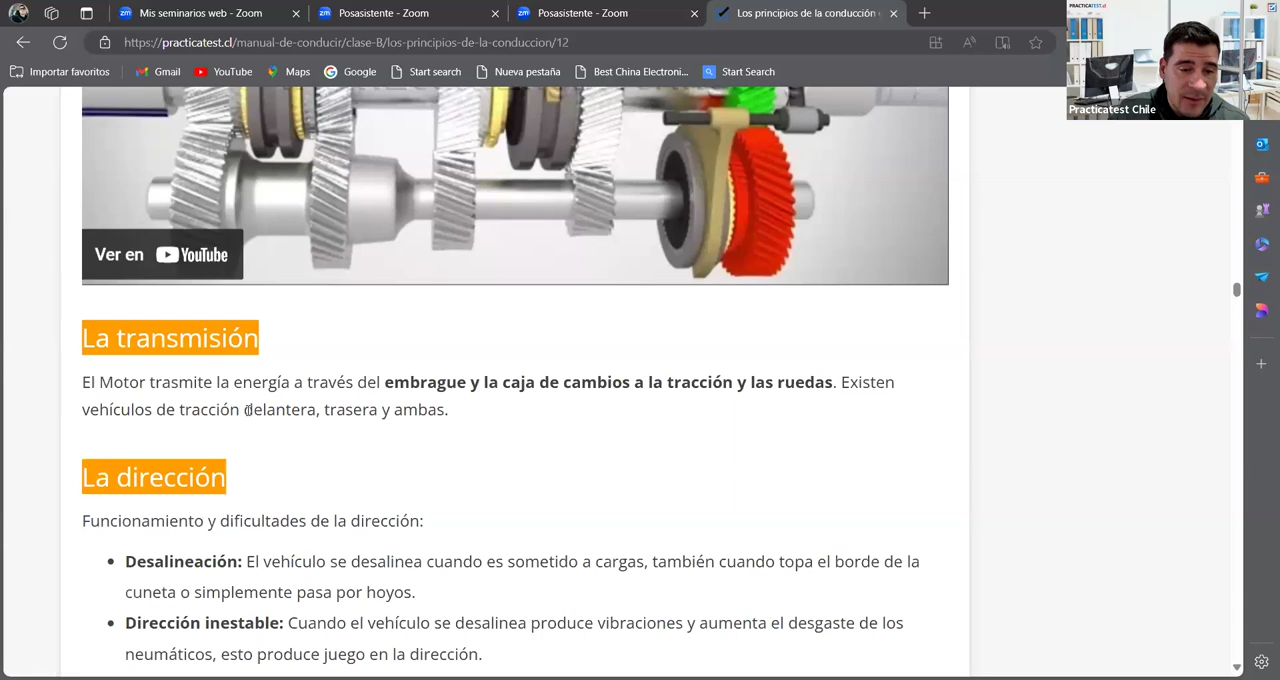 Mis seminarios web - Zoom
Posasistente - Zoom
Posasistente - Zoom
Los principios de la conducción
https://practicatest.cl/manual-de-conducir/clase-B/los-principios-de-la-conduccion/12
Importar favoritos
Gmail
YouTube
Maps
Google
Start search
Nueva pestaña
Best China Electroni...
Start Search
PRACTICATEST.cl
Practicatest Chile
Ver en YouTube
La transmisión
El Motor trasmite la energía a través del embrague y la caja de cambios a la tracción y las ruedas. Existen
vehículos de tracción delantera, trasera y ambas.
La dirección
Funcionamiento y dificultades de la dirección:
• Desalineación: El vehículo se desalinea cuando es sometido a cargas, también cuando topa el borde de la
cuneta o simplemente pasa por hoyos.
• Dirección inestable: Cuando el vehículo se desalinea produce vibraciones y aumenta el desgaste de los
neumáticos, esto produce juego en la dirección.